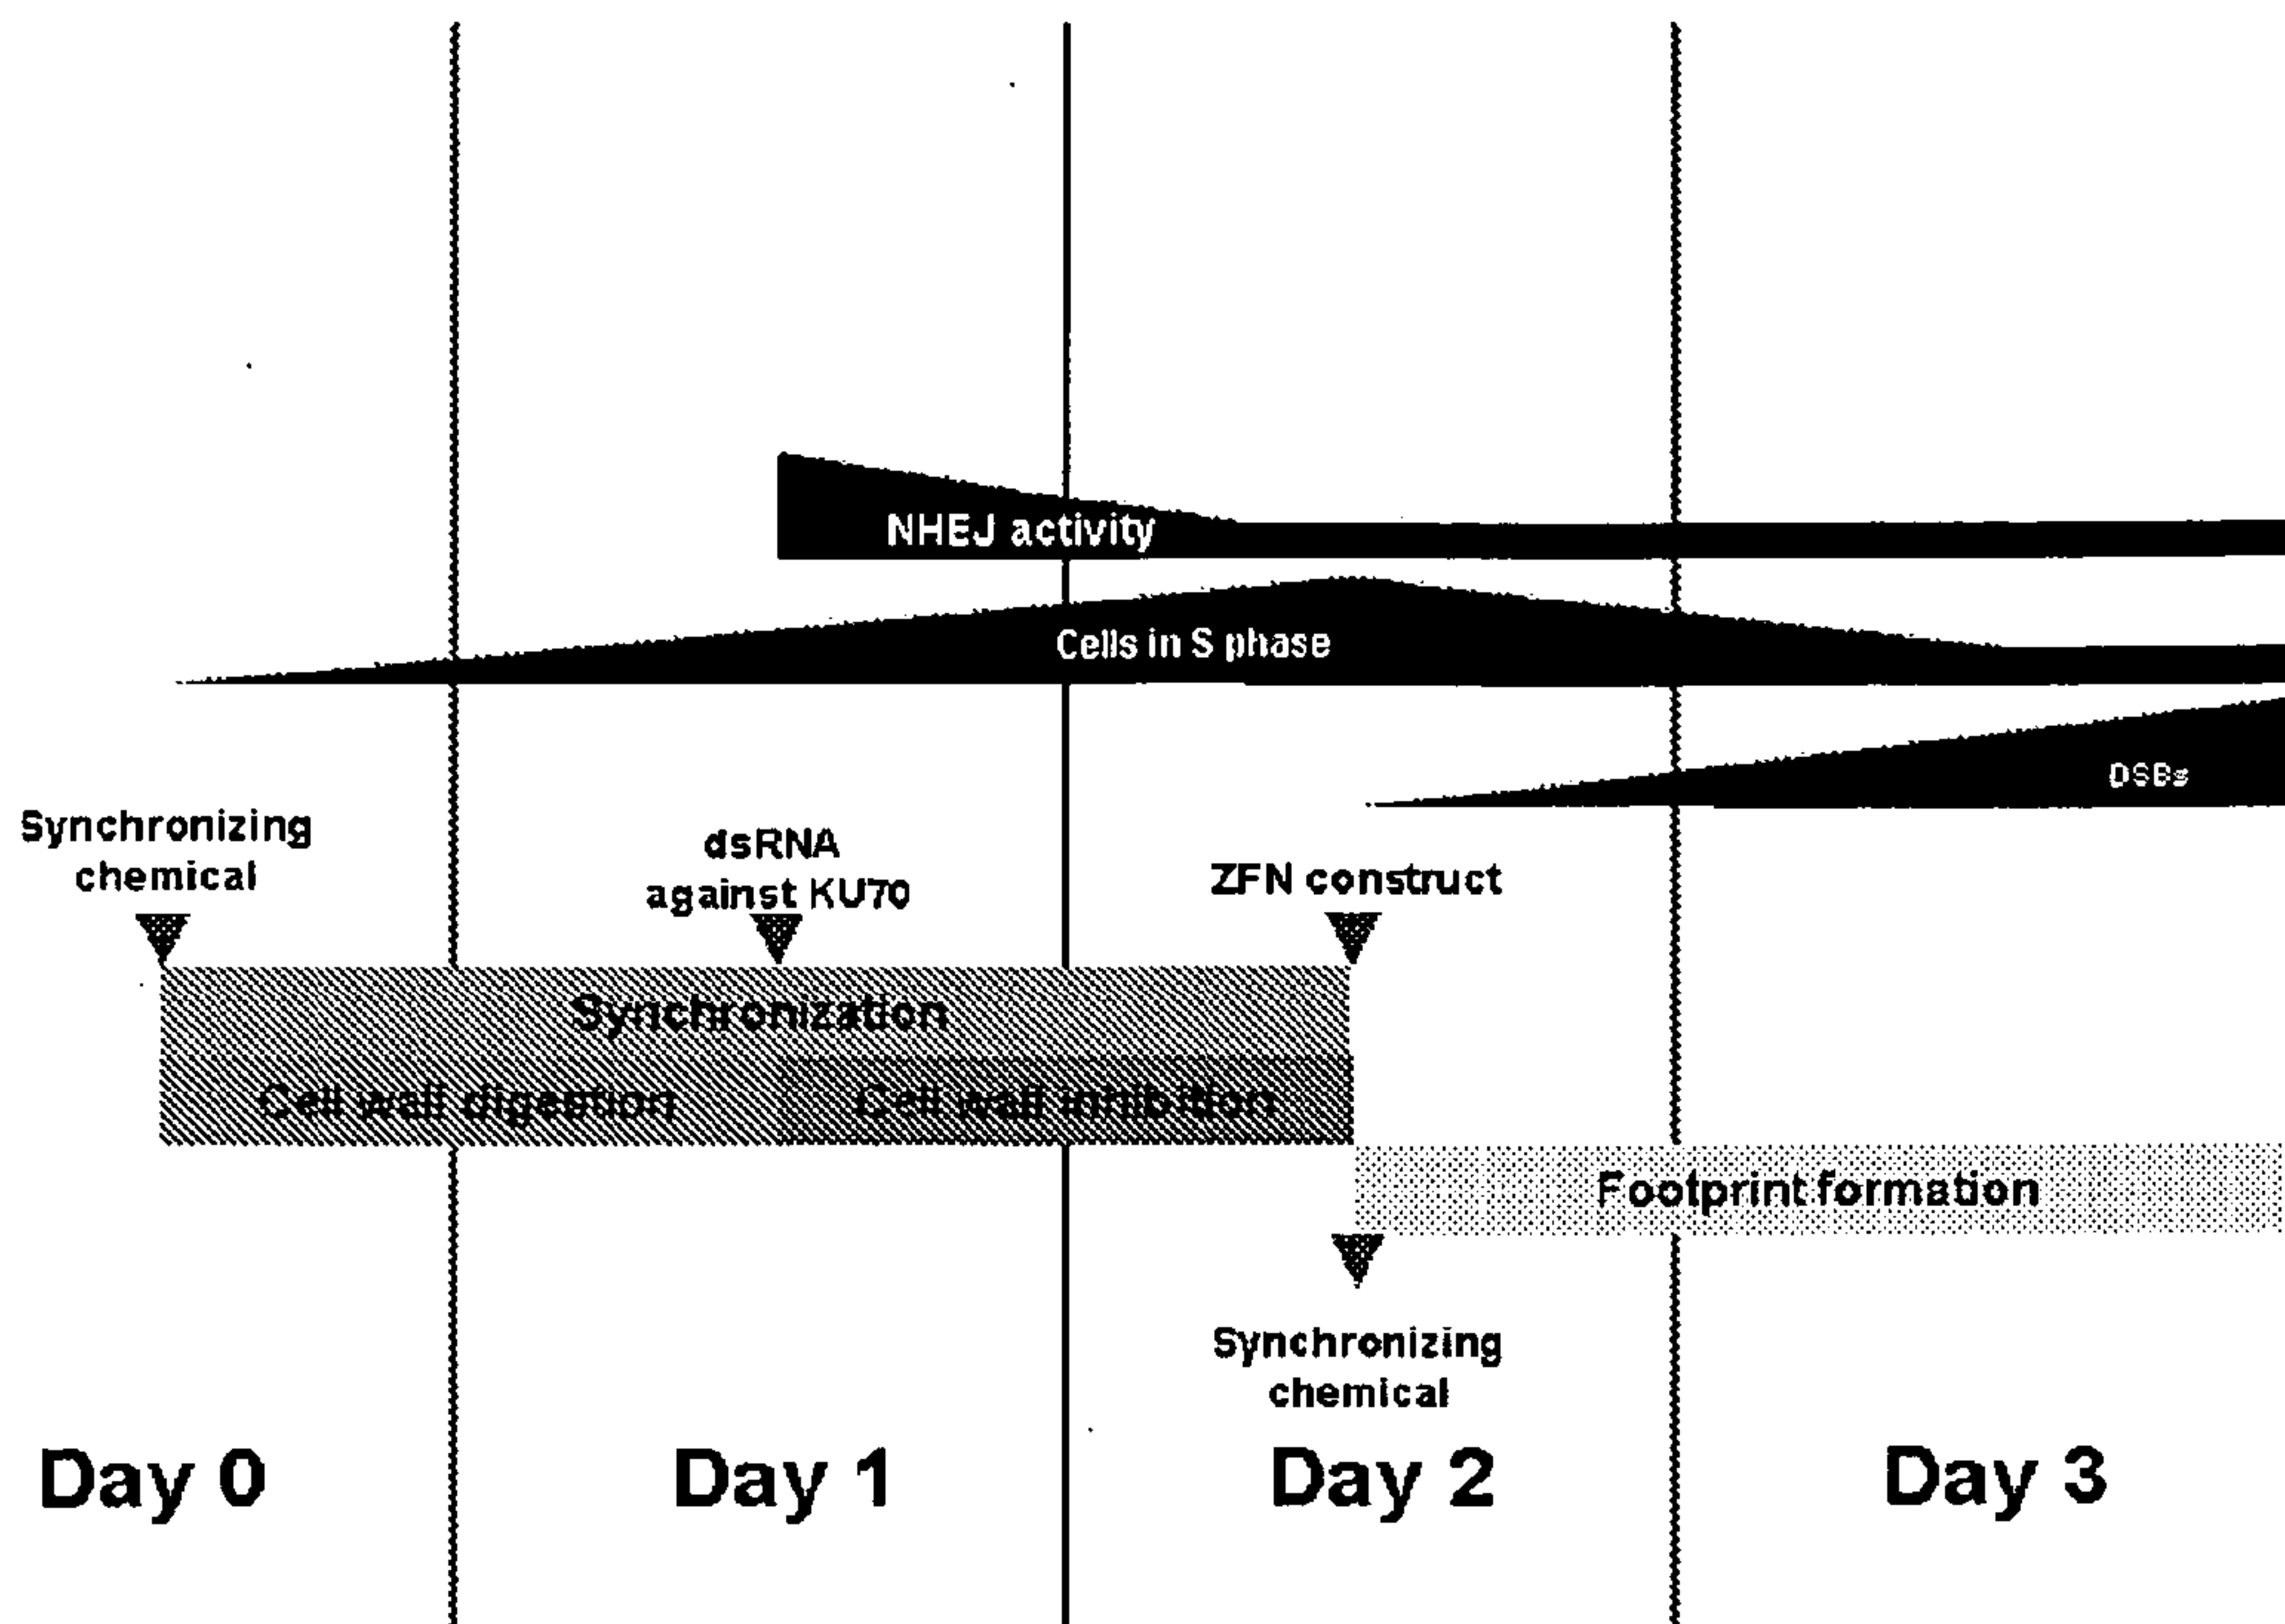 NHEJ activity
Cells in S phase
DSBs
Synchronizing
chemical
dsRNA
against KU70
ZFN construct
Synchronization
Cell wall digestion
Cell wall inhibition
Footprint formation
Synchronizing
chemical
Day 0
Day 1
Day 2
Day 3